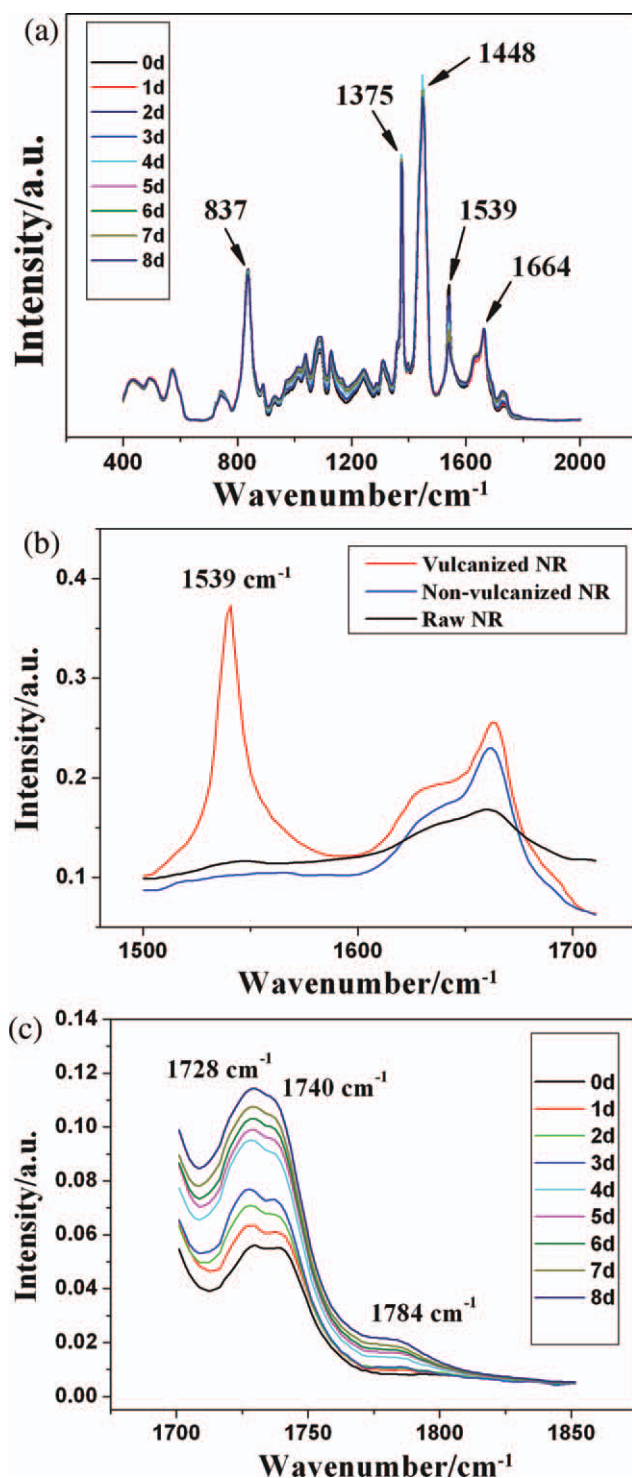 (a)
0d
1d
2d
3d
4d
5d
6d
7d
8d
837
1375
1448
1539
1664
Intensity/a.u.
400 800 1200 1600 2000
Wavenumber/cm-1
(b)
1539 cm-1
Vulcanized NR
Non-vulcanized NR
Raw NR
0.4
0.3
0.2
0.1
Intensity/a.u.
1500 1600 1700
Wavenumber/cm-1
(c)
0.14
0.12
0.10
0.08
0.06
0.04
0.02
0.00
Intensity/a.u.
1728 cm-1
1740 cm-1
1784 cm-1
0d
1d
2d
3d
4d
5d
6d
7d
8d
1700 1750 1800 1850
Wavenumber/cm-1